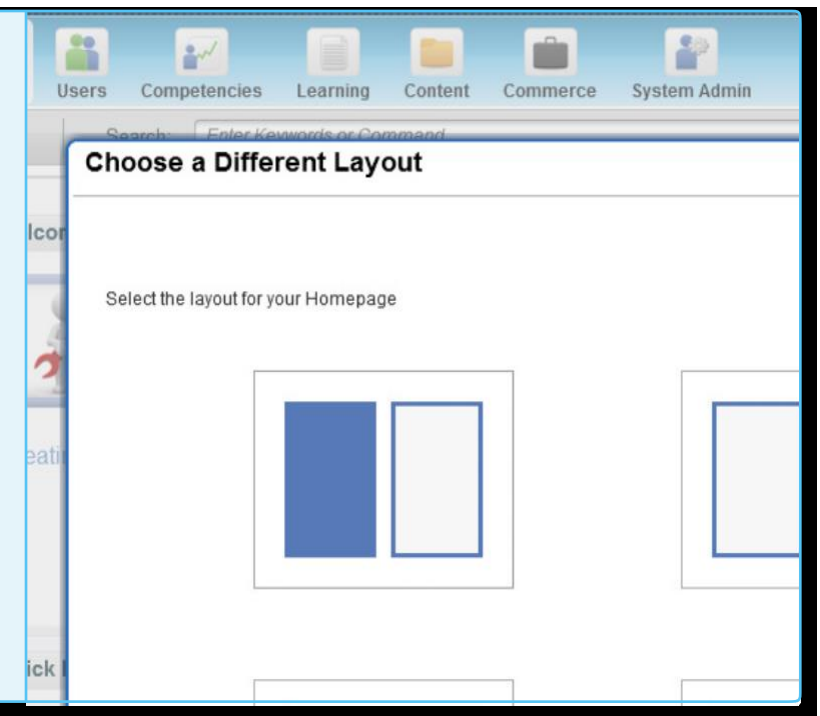 Users Competencies Learning Content Commerce System Admin
Search: Enter Keywords or Command
Choose a Different Layout
Select the layout for your Homepage